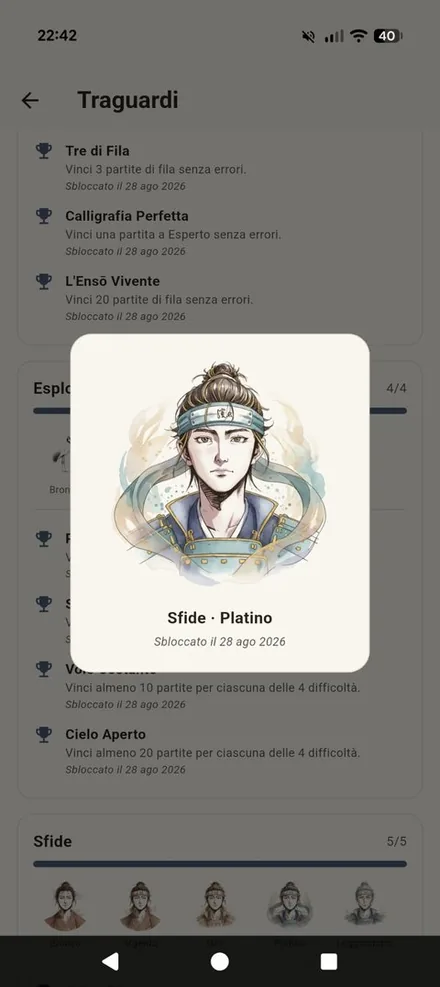 22:42
40
Traguardi
Tre di Fila
Vinci 3 partite di fila senza errori.
Sbloccato il 28 ago 2026
Calligrafia Perfetta
Vinci una partita a Esperto senza errori.
Sbloccato il 28 ago 2026
L'Ensō Vivente
Vinci 20 partite di fila senza errori.
Sbloccato il 28 ago 2026
4/4
Sfide · Platino
Sbloccato il 28 ago 2026
Vinci almeno 10 partite per ciascuna delle 4 difficoltà.
Sbloccato il 28 ago 2026
Cielo Aperto
Vinci almeno 20 partite per ciascuna delle 4 difficoltà.
Sbloccato il 28 ago 2026
Sfide
5/5